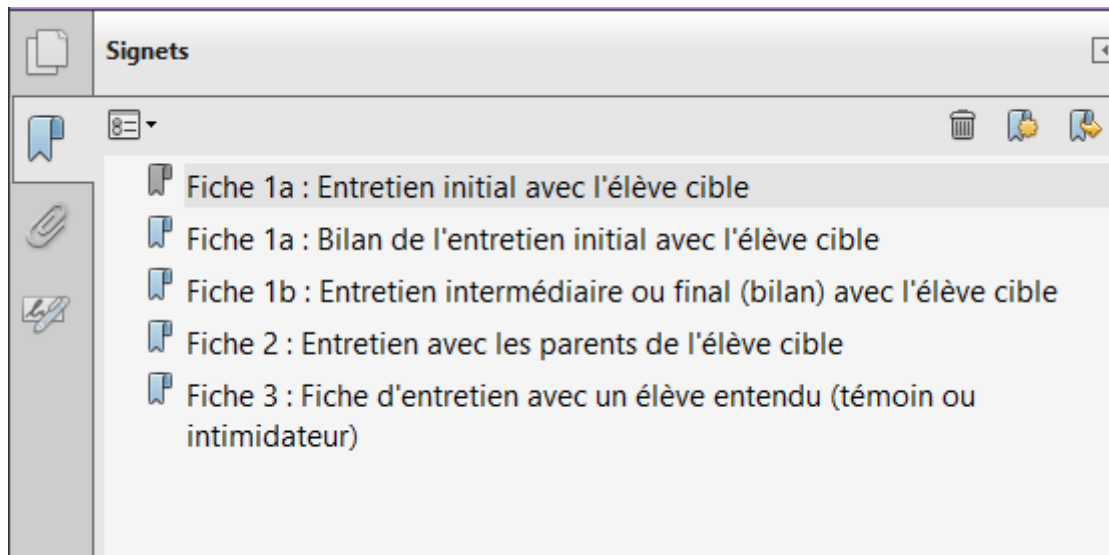 Signets
Fiche 1a : Entretien initial avec l'élève cible
Fiche 1a : Bilan de l'entretien initial avec l'élève cible
Fiche 1b : Entretien intermédiaire ou final (bilan) avec l'élève cible
Fiche 2 : Entretien avec les parents de l'élève cible
Fiche 3 : Fiche d'entretien avec un élève entendu (témoin ou
intimidateur)